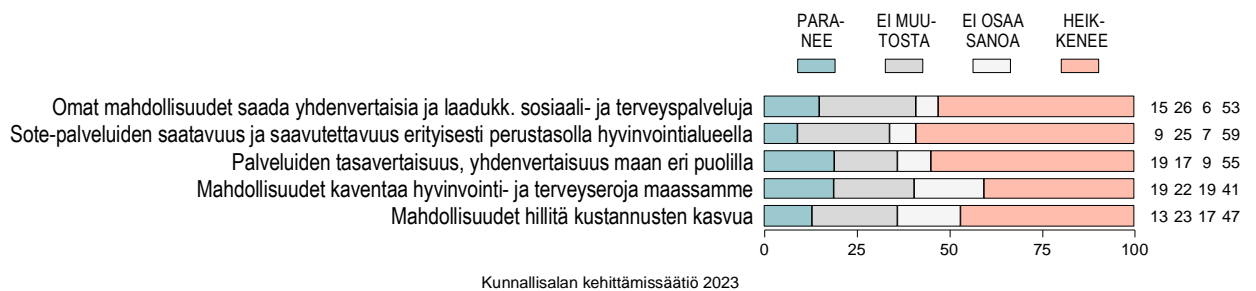 PARA-
NEE
EI MUU-
TOSTA
EI OSAA
SANOA
HEIK-
KENEE
Omat mahdollisuudet saada yhdenvertaisia ja laadukk. sosiaali- ja terveyspalveluja 15 26 6 53
Sote-palveluiden saatavuus ja saavutettavuus erityisesti perustasolla hyvinvointialueella 9 25 7 59
Palveluiden tasavertaisuus, yhdenvertaisuus maan eri puolilla 19 17 9 55
Mahdollisuudet kaventaa hyvinvointi- ja terveyseroja maassamme 19 22 19 41
Mahdollisuudet hillitä kustannusten kasvua 13 23 17 47
0 25 50 75 100
Kunnallisalan kehittämissäätiö 2023